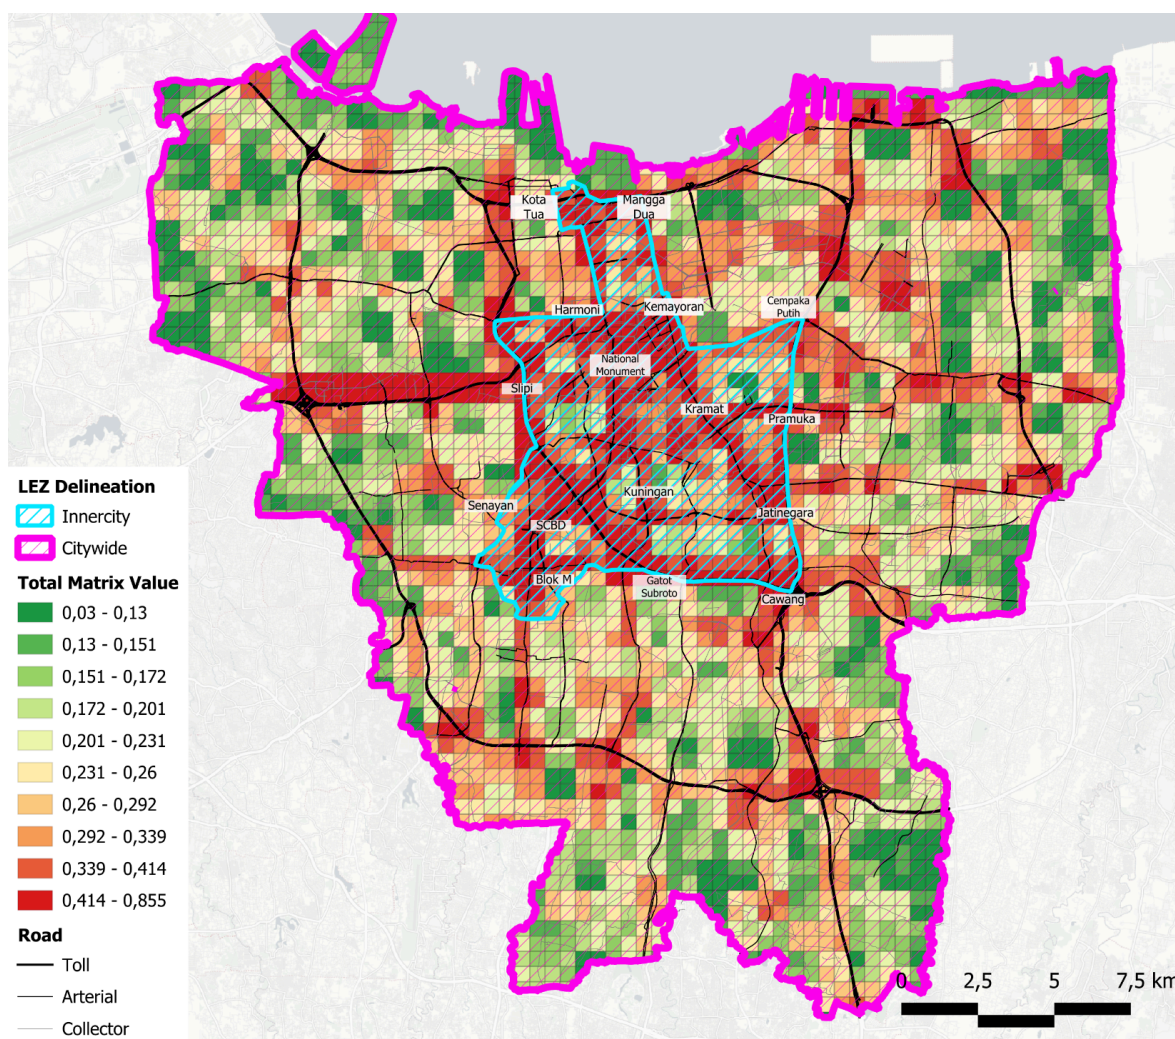 Kota
Tua
Mangga
Dua
Harmoni
Kemayoran
Cempaka
Putih
National
Monument
Slipi
Kramat
Pramuka
Kuningan
Senayan
SCBD
Jatinegara
Blok M
Gatot
Subroto
Cawang
LEZ Delineation
Innercity
Citywide
Total Matrix Value
0,03 - 0,13
0,13 - 0,151
0,151 - 0,172
0,172 - 0,201
0,201 - 0,231
0,231 - 0,26
0,26 - 0,292
0,292 - 0,339
0,339 - 0,414
0,414 - 0,855
Road
Toll
Arterial
Collector
0 2,5 5 7,5 km